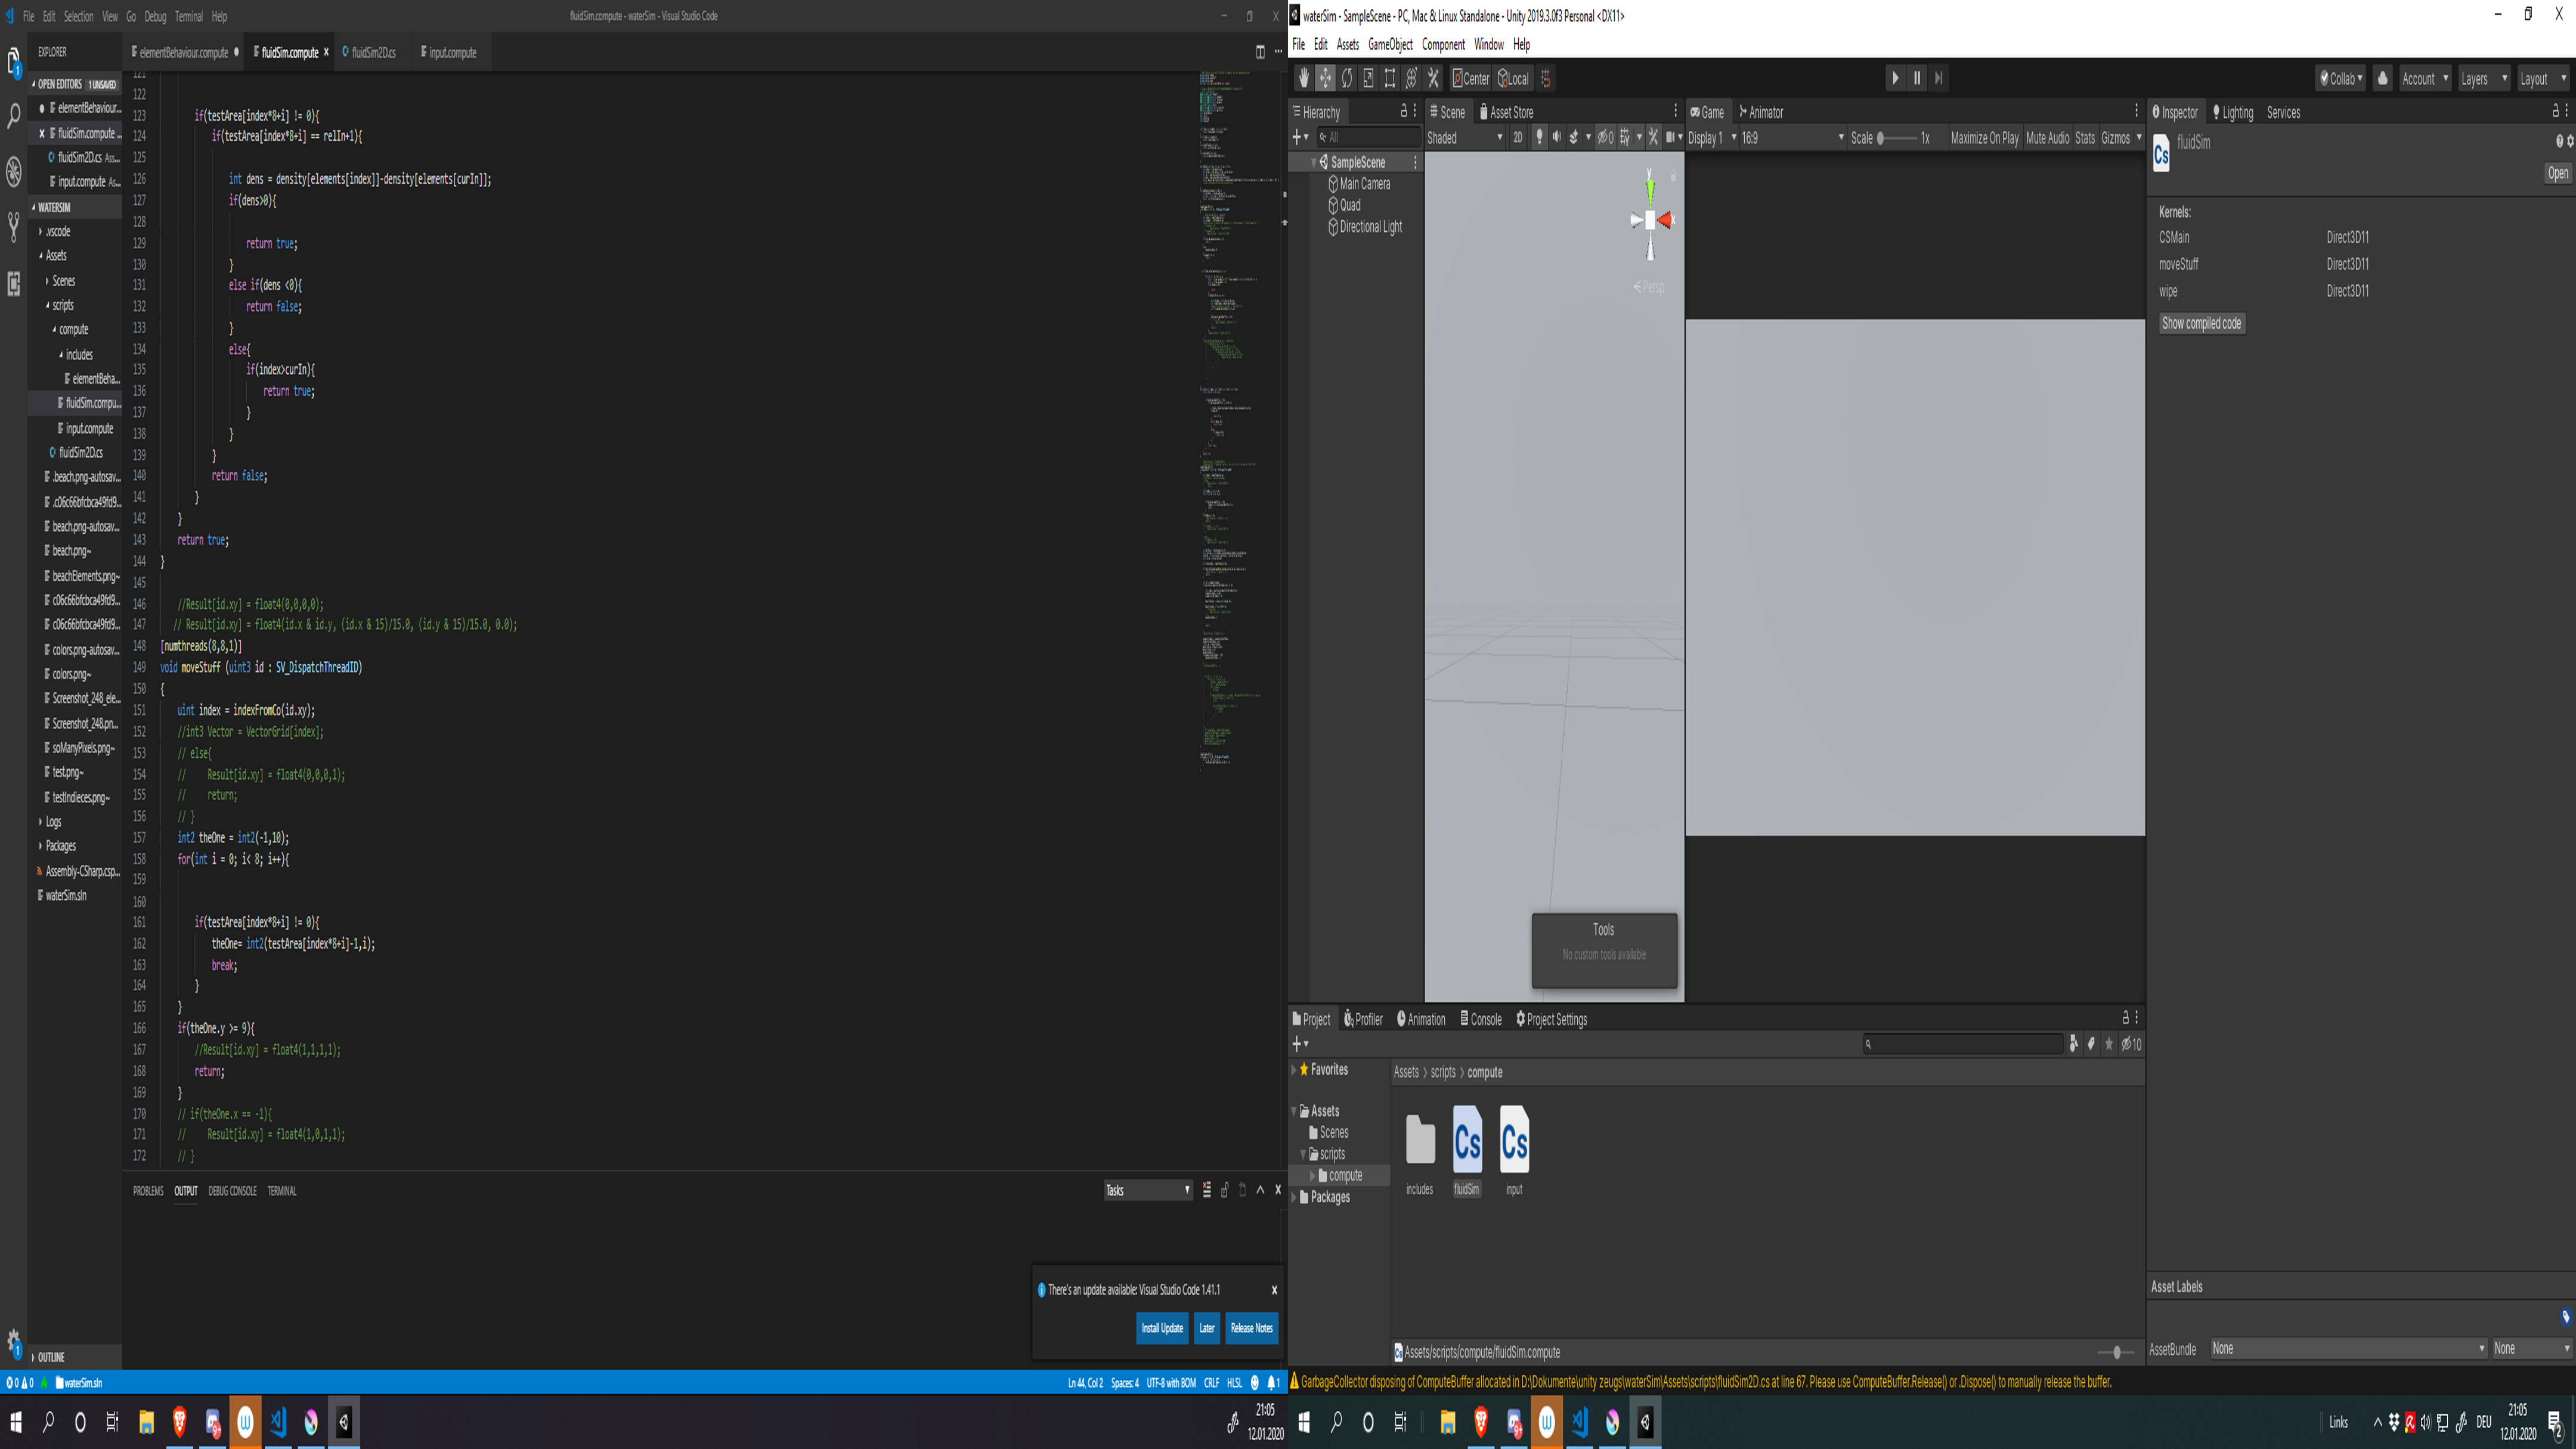 File Edit Selection View Go Debug Terminal Help
fluidSim.compute - waterSim - Visual Studio Code
EXPLORER
OPEN EDITORS 1 UNSAVED
elementBehaviour...
fluidSim.compute ...
fluidSim2D.cs Ass...
input.compute As...
WATERSIM
.vscode
Assets
Scenes
scripts
compute
includes
elementBeha...
fluidSim.compu...
input.compute
fluidSim2D.cs
.beach.png-autosav...
.c06c66bfcbca49fd9...
beach.png-autosav...
beach.png~
beachElements.png~
c06c66bfcbca49fd9...
c06c66bfcbca49fd9...
colors.png-autosav...
colors.png~
Screenshot_248_ele...
Screenshot_248.pn...
soManyPixels.png~
test.png~
testIndieces.png~
Logs
Packages
Assembly-CSharp.csp...
waterSim.sln
OUTLINE
elementBehaviour.compute
fluidSim.compute
fluidSim2D.cs
input.compute
121
122
123 if(testArea[index*8+i] != 0){
124 if(testArea[index*8+i] == relIn+1){
125
126 int dens = density[elements[index]]-density[elements[curIn]];
127 if(dens>0){
128
129 return true;
130 }
131 else if(dens <0){
132 return false;
133 }
134 else{
135 if(index>curIn){
136 return true;
137 }
138 }
139 }
140 return false;
141 }
142 }
143 return true;
144 }
145
146 //Result[id.xy] = float4(0,0,0,0);
147 // Result[id.xy] = float4(id.x & id.y, (id.x & 15)/15.0, (id.y & 15)/15.0, 0.0);
148 [numthreads(8,8,1)]
149 void moveStuff (uint3 id : SV_DispatchThreadID)
150 {
151 uint index = indexFromCo(id.xy);
152 //int3 Vector = VectorGrid[index];
153 // else{
154 // Result[id.xy] = float4(0,0,0,1);
155 // return;
156 // }
157 int2 theOne = int2(-1,10);
158 for(int i = 0; i< 8; i++){
159
160
161 if(testArea[index*8+i] != 0){
162 theOne= int2(testArea[index*8+i]-1,i);
163 break;
164 }
165 }
166 if(theOne.y >= 9){
167 //Result[id.xy] = float4(1,1,1,1);
168 return;
169 }
170 // if(theOne.x == -1){
171 // Result[id.xy] = float4(1,0,1,1);
172 // }
PROBLEMS OUTPUT DEBUG CONSOLE TERMINAL
Tasks
There's an update available: Visual Studio Code 1.41.1
Install Update Later Release Notes
0 0 waterSim.sln
Ln 44, Col 2 Spaces: 4 UTF-8 with BOM CRLF HLSL 1
21:05
12.01.2020
waterSim - SampleScene - PC, Mac & Linux Standalone - Unity 2019.3.0f3 Personal <DX11>
File Edit Assets GameObject Component Window Help
Center Local
Collab Account Layers Layout
Hierarchy
All
SampleScene
Main Camera
Quad
Directional Light
Scene Asset Store
Shaded 2D 0
y
x
Persp
Tools
No custom tools available
Game Animator
Display 1 16:9 Scale 1x Maximize On Play Mute Audio Stats Gizmos
Inspector Lighting Services
fluidSim
Open
Kernels:
CSMain Direct3D11
moveStuff Direct3D11
wipe Direct3D11
Show compiled code
Project Profiler Animation Console Project Settings
10
Favorites
Assets
Scenes
scripts
compute
Packages
Assets > scripts > compute
Cs Cs
includes fluidSim input
Assets/scripts/compute/fluidSim.compute
Asset Labels
AssetBundle None None
GarbageCollector disposing of ComputeBuffer allocated in D:\Dokumente\unity zeugs\waterSim\Assets\scripts\fluidSim2D.cs at line 67. Please use ComputeBuffer.Release() or .Dispose() to manually release the buffer.
Links DEU
21:05
12.01.2020
2